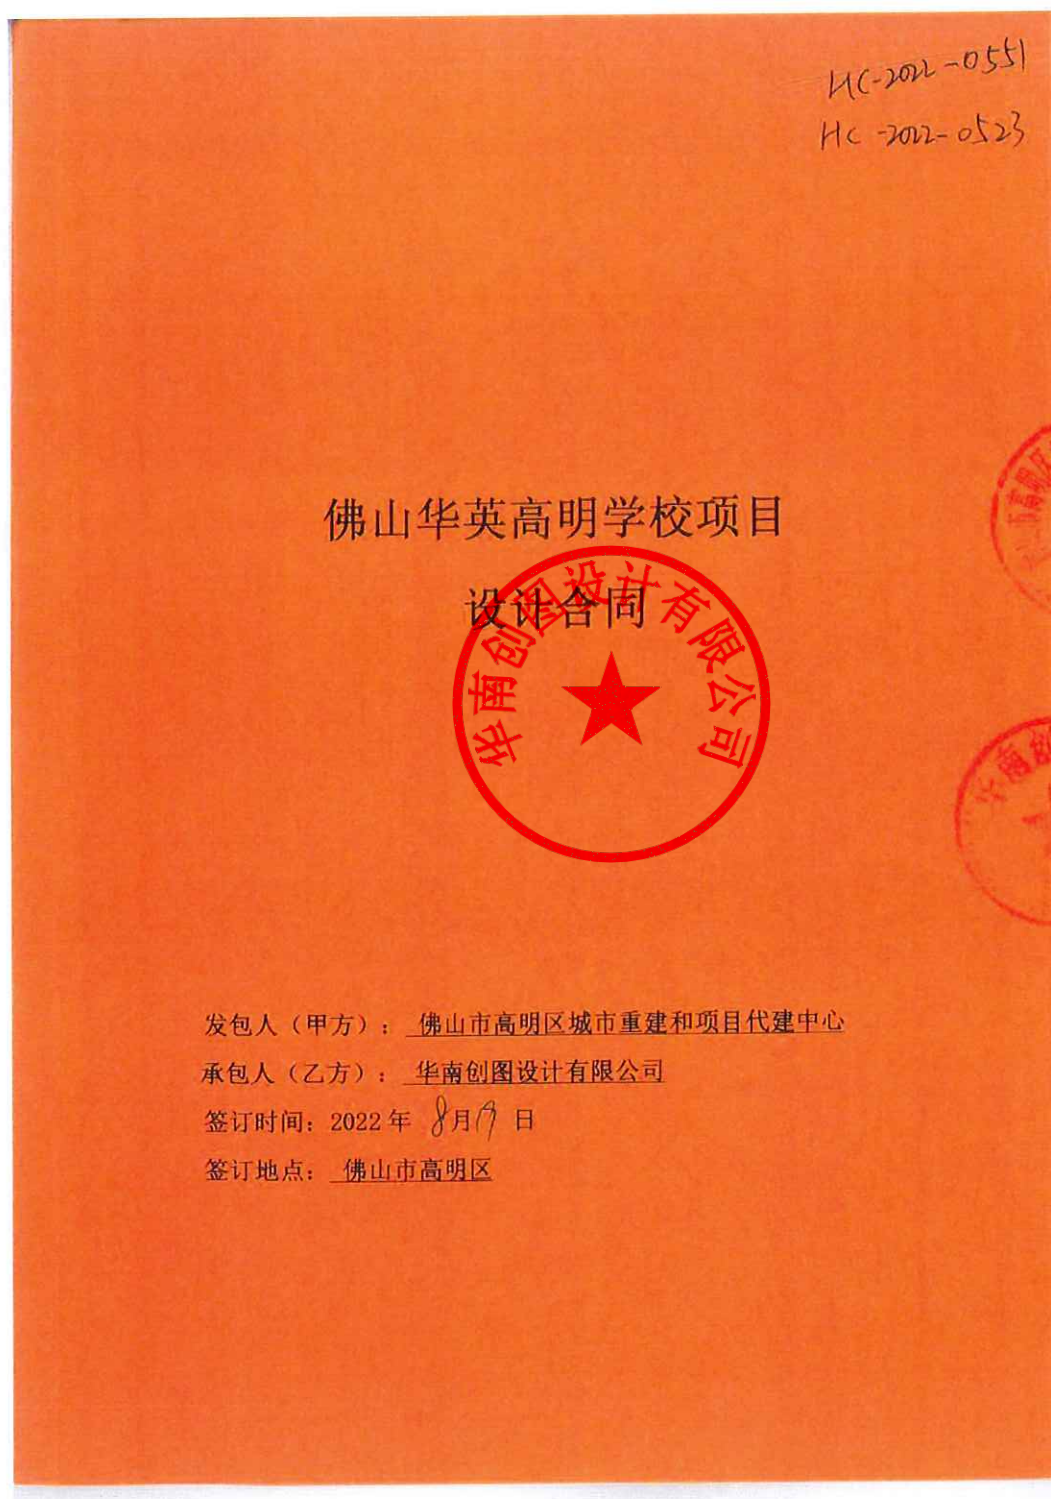 HC-2022-0551
HC-2022-0523
佛山华英高明学校项目
设计合同
华南创图设计有限公司
华南创
发包人（甲方）： 佛山市高明区城市重建和项目代建中心
承包人（乙方）： 华南创图设计有限公司
签订时间：2022年 8月19日
签订地点： 佛山市高明区